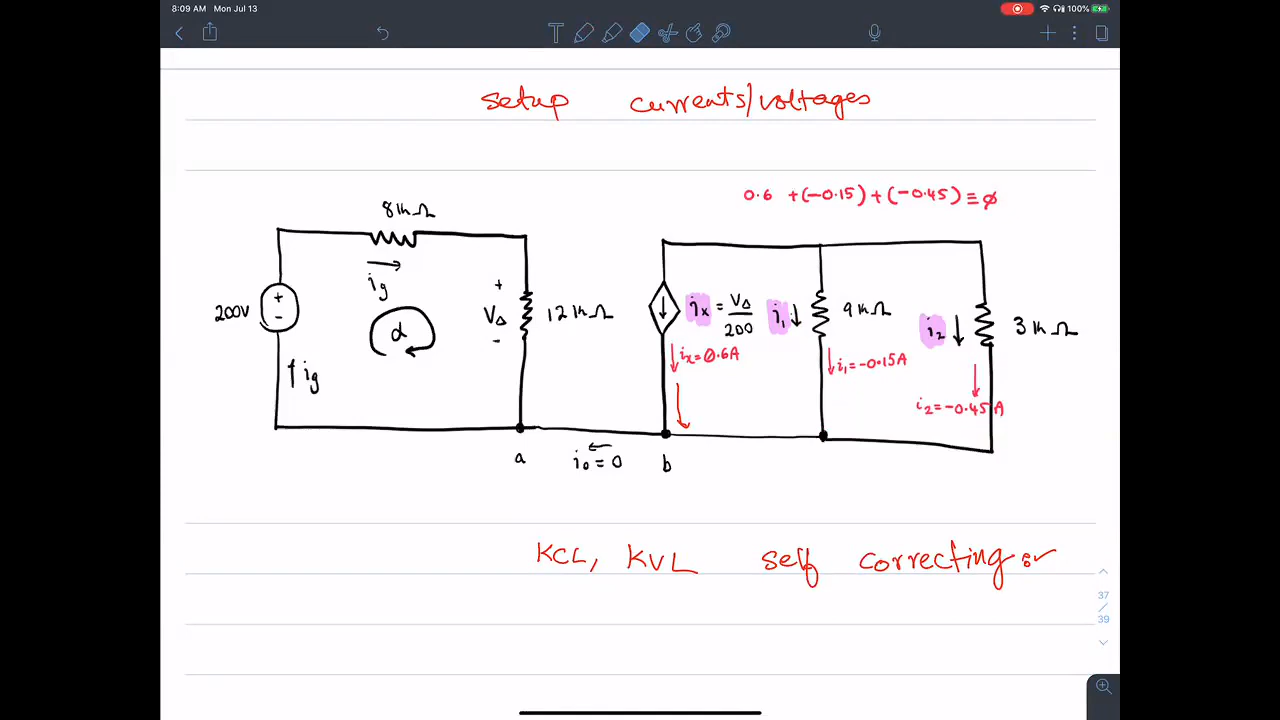 8:09 AM Mon Jul 13
100%
T
setup currents/voltages
0.6 +(-0.15)+(-0.45)≡∅
8kΩ
ig
200V
+
-
α
ig
+
VΔ
-
12kΩ
ix = VΔ/200
i1
9kΩ
i2
3kΩ
ix=0.6A
i1=-0.15A
i2=-0.45A
a
io=0
b
KCL, KVL self correcting
37
/
39